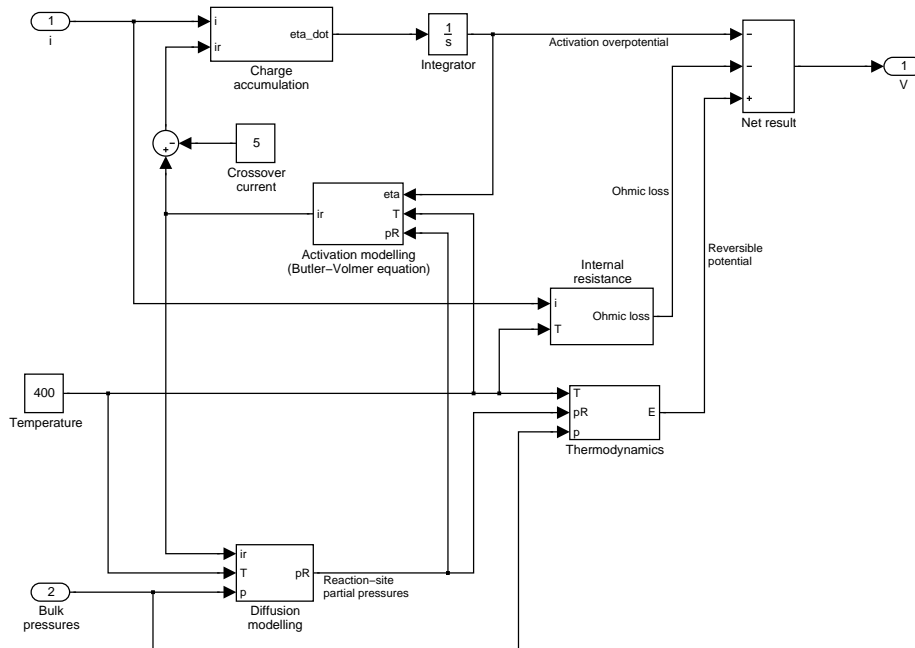 1
i
i
ir
eta_dot
Charge
accumulation
1
s
Integrator
Activation overpotential
−
−
+
Net result
1
V
−
+
5
Crossover
current
ir
eta
T
pR
Activation modelling
(Butler−Volmer equation)
Ohmic loss
Reversible
potential
Internal
resistance
i
T
Ohmic loss
400
Temperature
T
pR
p
E
Thermodynamics
ir
T
p
pR
Diffusion
modelling
Reaction−site
partial pressures
2
Bulk
pressures